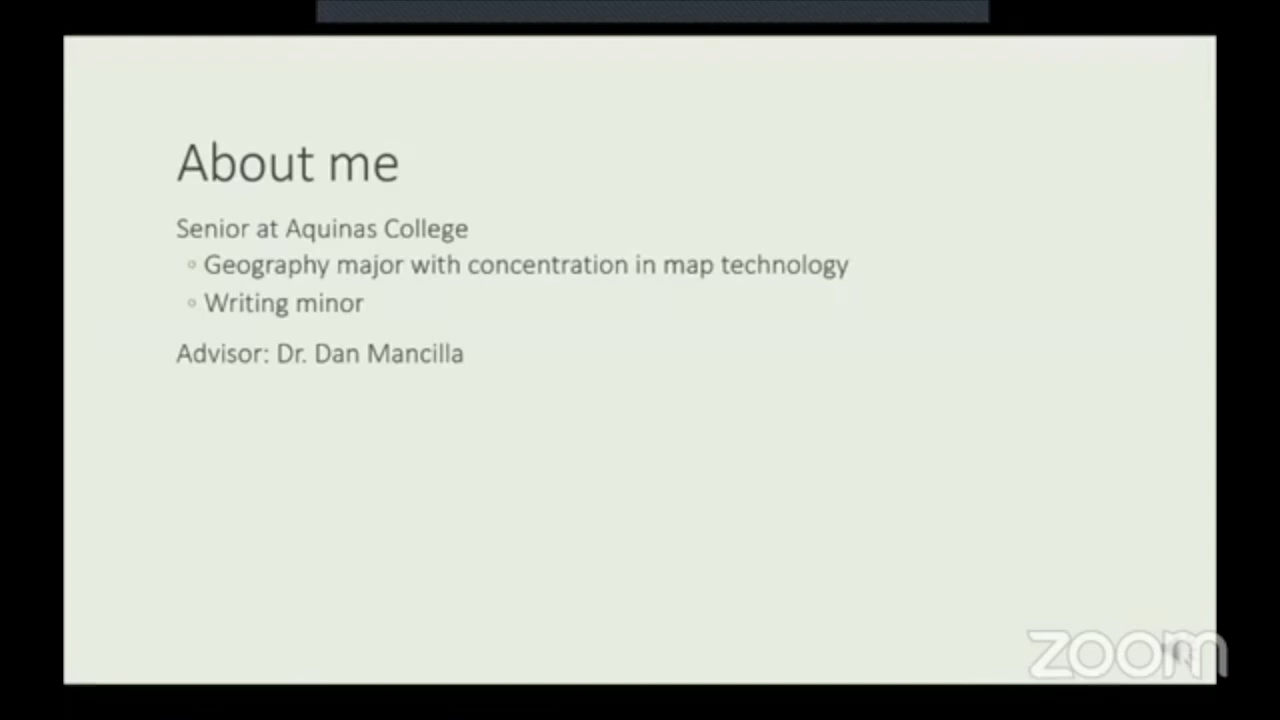 About me
Senior at Aquinas College
◦ Geography major with concentration in map technology
◦ Writing minor
Advisor: Dr. Dan Mancilla
zoom